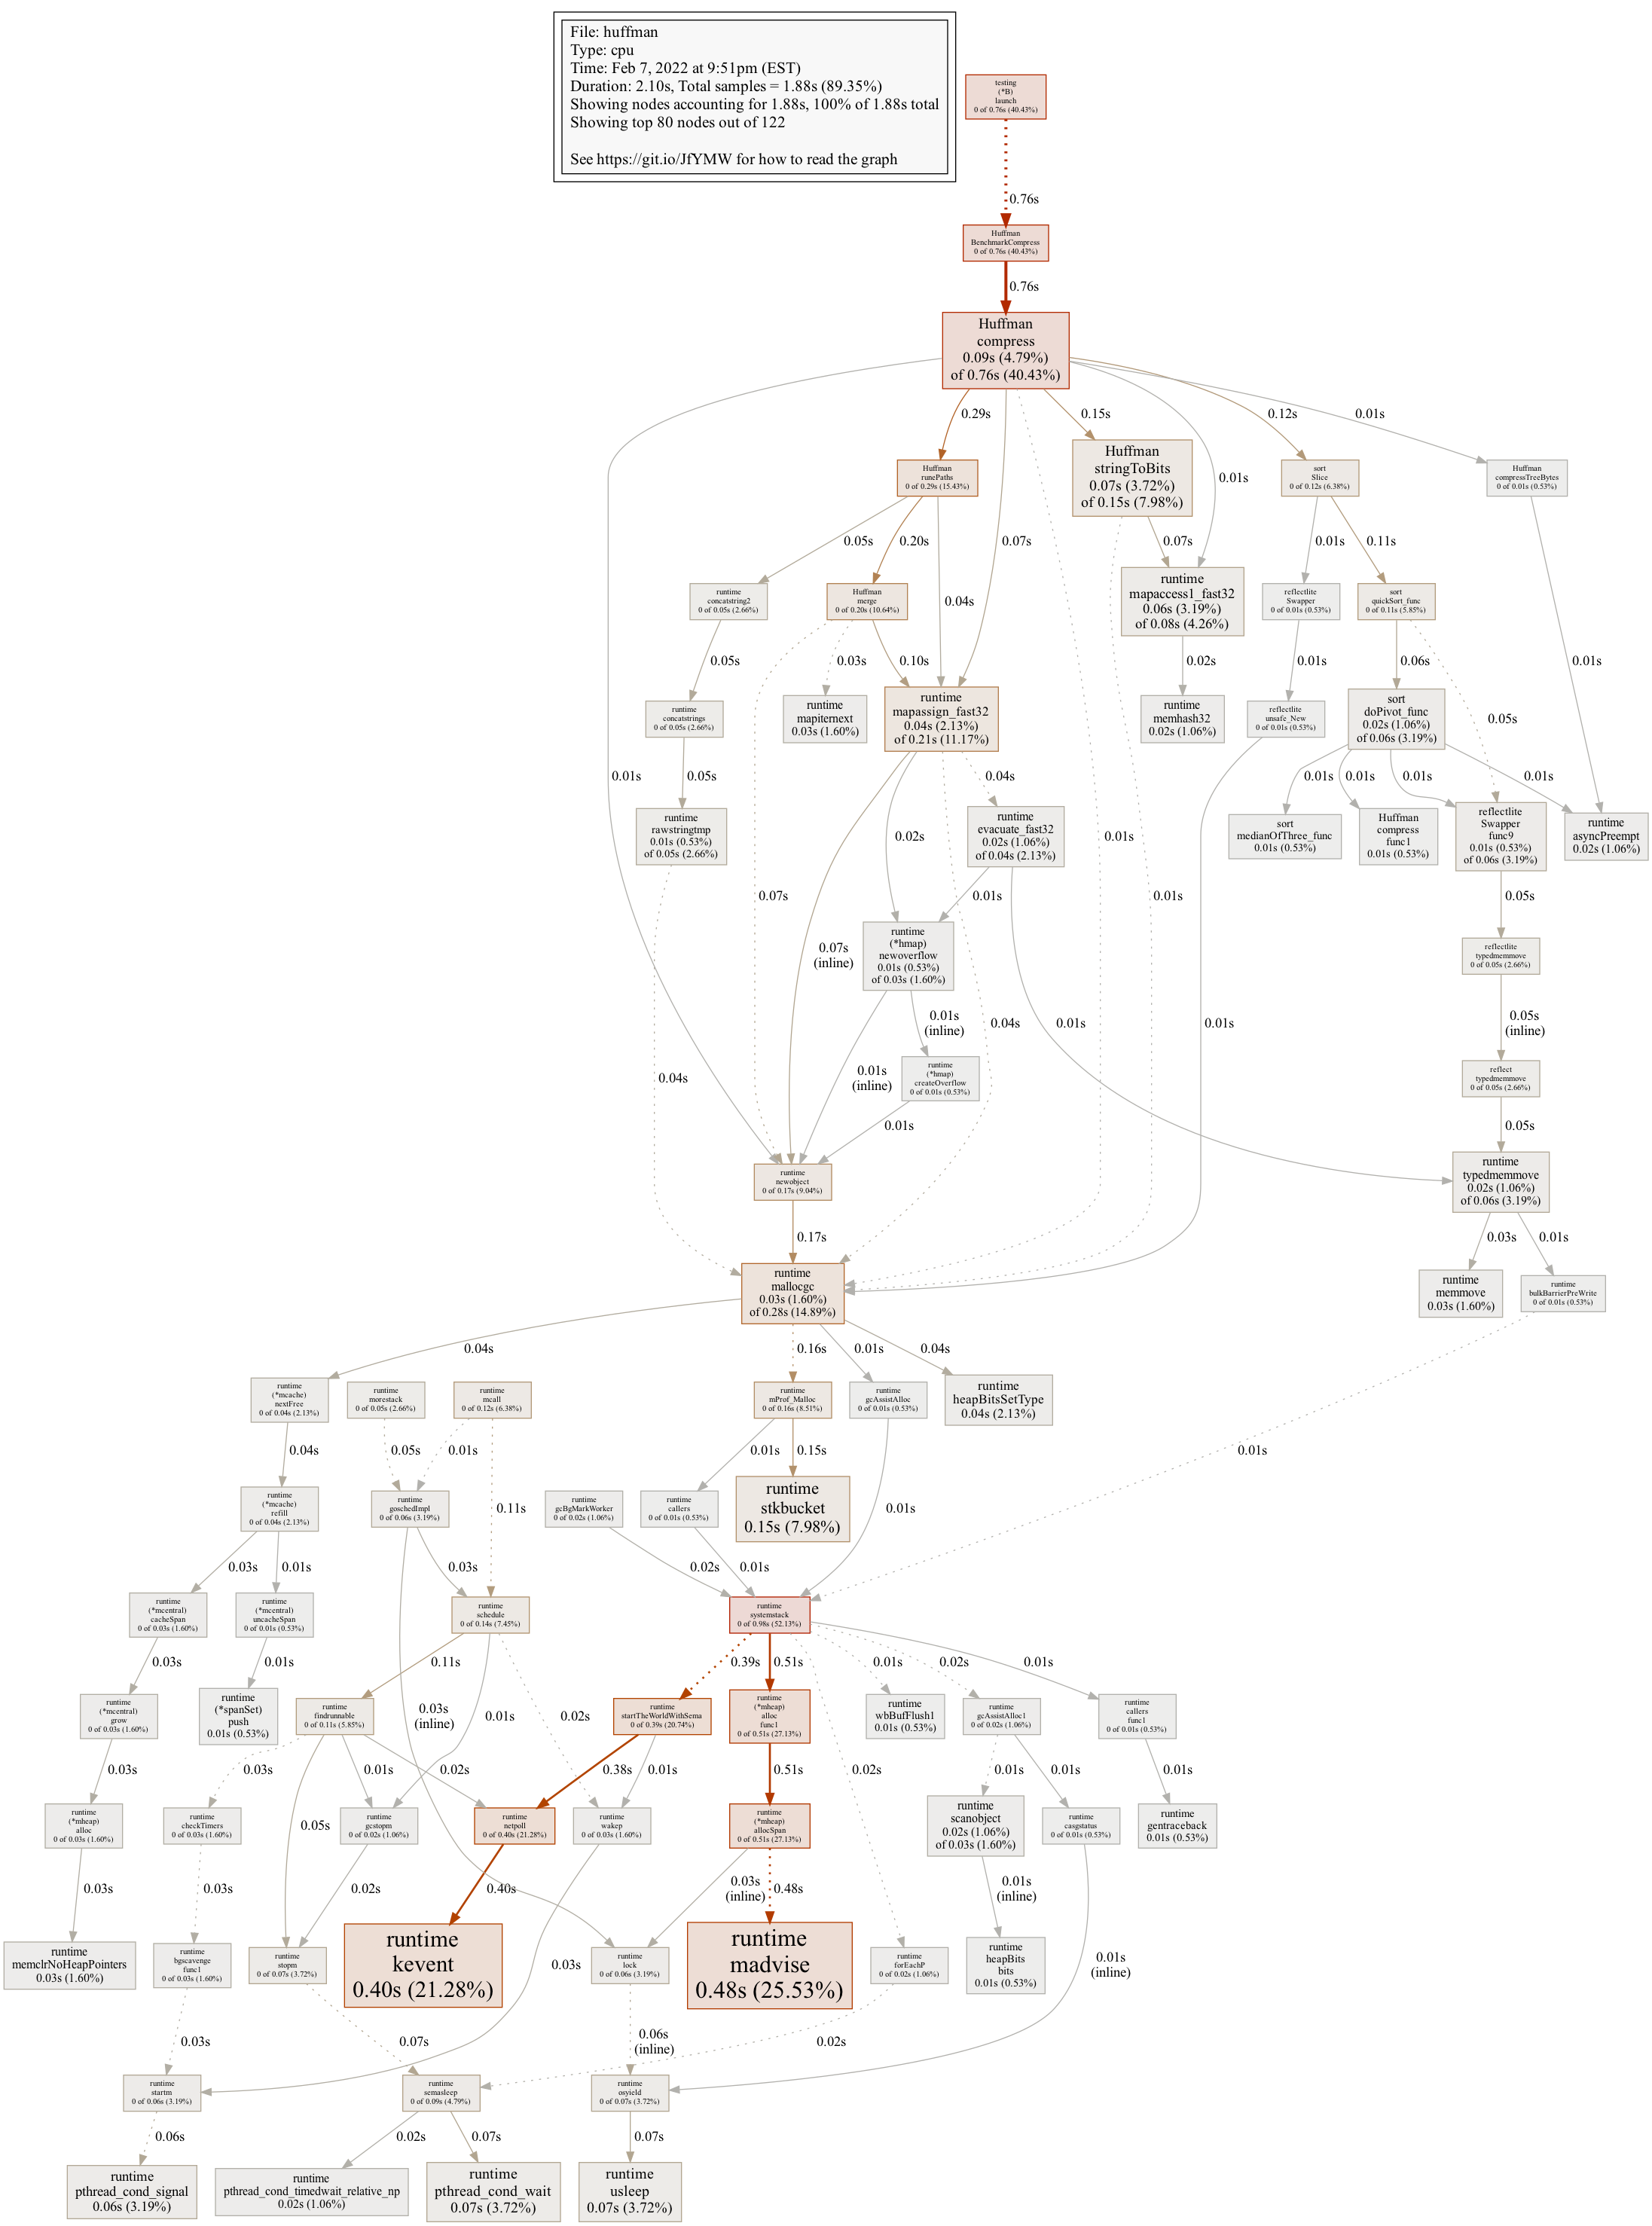 File: huffman
Type: cpu
Time: Feb 7, 2022 at 9:51pm (EST)
Duration: 2.10s, Total samples = 1.88s (89.35%)
Showing nodes accounting for 1.88s, 100% of 1.88s total
Showing top 80 nodes out of 122
See https://git.io/JfYMW for how to read the graph
testing
(*B)
launch
0 of 0.76s (40.43%)
0.76s
Huffman
BenchmarkCompress
0 of 0.76s (40.43%)
0.76s
Huffman
compress
0.09s (4.79%)
of 0.76s (40.43%)
0.29s
0.15s
0.12s
0.01s
Huffman
runePaths
0 of 0.29s (15.43%)
Huffman
stringToBits
0.07s (3.72%)
of 0.15s (7.98%)
0.01s
sort
Slice
0 of 0.12s (6.38%)
Huffman
compressTreeBytes
0 of 0.01s (0.53%)
0.05s
0.20s
0.07s
0.07s
0.01s
0.11s
runtime
concatstring2
0 of 0.05s (2.66%)
Huffman
merge
0 of 0.20s (10.64%)
0.04s
runtime
mapaccess1_fast32
0.06s (3.19%)
of 0.08s (4.26%)
reflectlite
Swapper
0 of 0.01s (0.53%)
sort
quickSort_func
0 of 0.11s (5.85%)
0.05s
0.03s
0.10s
0.02s
0.01s
0.06s
0.01s
runtime
concatstrings
0 of 0.05s (2.66%)
runtime
mapiternext
0.03s (1.60%)
runtime
mapassign_fast32
0.04s (2.13%)
of 0.21s (11.17%)
runtime
memhash32
0.02s (1.06%)
reflectlite
unsafe_New
0 of 0.01s (0.53%)
sort
doPivot_func
0.02s (1.06%)
of 0.06s (3.19%)
0.05s
0.01s
0.05s
0.04s
0.01s
0.01s
0.01s
0.01s
runtime
rawstringtmp
0.01s (0.53%)
of 0.05s (2.66%)
0.02s
runtime
evacuate_fast32
0.02s (1.06%)
of 0.04s (2.13%)
0.01s
sort
medianOfThree_func
0.01s (0.53%)
Huffman
compress
func1
0.01s (0.53%)
reflectlite
Swapper
func9
0.01s (0.53%)
of 0.06s (3.19%)
runtime
asyncPreempt
0.02s (1.06%)
0.07s
0.01s
0.01s
0.05s
0.07s
(inline)
runtime
(*hmap)
newoverflow
0.01s (0.53%)
of 0.03s (1.60%)
reflectlite
typedmemmove
0 of 0.05s (2.66%)
0.01s
(inline)
0.04s
0.01s
0.01s
0.05s
(inline)
0.04s
0.01s
(inline)
runtime
(*hmap)
createOverflow
0 of 0.01s (0.53%)
reflect
typedmemmove
0 of 0.05s (2.66%)
0.01s
0.05s
runtime
newobject
0 of 0.17s (9.04%)
runtime
typedmemmove
0.02s (1.06%)
of 0.06s (3.19%)
0.17s
0.03s
0.01s
runtime
mallocgc
0.03s (1.60%)
of 0.28s (14.89%)
runtime
memmove
0.03s (1.60%)
runtime
bulkBarrierPreWrite
0 of 0.01s (0.53%)
0.04s
0.16s
0.01s
0.04s
runtime
(*mcache)
nextFree
0 of 0.04s (2.13%)
runtime
morestack
0 of 0.05s (2.66%)
runtime
mcall
0 of 0.12s (6.38%)
runtime
mProf_Malloc
0 of 0.16s (8.51%)
runtime
gcAssistAlloc
0 of 0.01s (0.53%)
runtime
heapBitsSetType
0.04s (2.13%)
0.04s
0.05s
0.01s
0.01s
0.15s
0.01s
runtime
(*mcache)
refill
0 of 0.04s (2.13%)
runtime
goschedImpl
0 of 0.06s (3.19%)
0.11s
runtime
gcBgMarkWorker
0 of 0.02s (1.06%)
runtime
callers
0 of 0.01s (0.53%)
runtime
stkbucket
0.15s (7.98%)
0.01s
0.03s
0.01s
0.03s
0.02s
0.01s
runtime
(*mcentral)
cacheSpan
0 of 0.03s (1.60%)
runtime
(*mcentral)
uncacheSpan
0 of 0.01s (0.53%)
runtime
schedule
0 of 0.14s (7.45%)
runtime
systemstack
0 of 0.98s (52.13%)
0.03s
0.01s
0.11s
0.39s
0.51s
0.01s
0.02s
0.01s
runtime
(*mcentral)
grow
0 of 0.03s (1.60%)
runtime
(*spanSet)
push
0.01s (0.53%)
runtime
findrunnable
0 of 0.11s (5.85%)
0.03s
(inline)
0.01s
0.02s
runtime
startTheWorldWithSema
0 of 0.39s (20.74%)
runtime
(*mheap)
alloc
func1
0 of 0.51s (27.13%)
runtime
wbBufFlush1
0.01s (0.53%)
runtime
gcAssistAlloc1
0 of 0.02s (1.06%)
runtime
callers
func1
0 of 0.01s (0.53%)
0.03s
0.03s
0.01s
0.02s
0.38s
0.01s
0.51s
0.02s
0.01s
0.01s
0.01s
runtime
(*mheap)
alloc
0 of 0.03s (1.60%)
runtime
checkTimers
0 of 0.03s (1.60%)
0.05s
runtime
gcstopm
0 of 0.02s (1.06%)
runtime
netpoll
0 of 0.40s (21.28%)
runtime
wakep
0 of 0.03s (1.60%)
runtime
(*mheap)
allocSpan
0 of 0.51s (27.13%)
runtime
scanobject
0.02s (1.06%)
of 0.03s (1.60%)
runtime
casgstatus
0 of 0.01s (0.53%)
runtime
gentraceback
0.01s (0.53%)
0.03s
0.03s
0.02s
0.40s
0.03s
(inline)
0.48s
0.01s
(inline)
runtime
memclrNoHeapPointers
0.03s (1.60%)
runtime
bgscavenge
func1
0 of 0.03s (1.60%)
runtime
stopm
0 of 0.07s (3.72%)
runtime
kevent
0.40s (21.28%)
0.03s
runtime
lock
0 of 0.06s (3.19%)
runtime
madvise
0.48s (25.53%)
runtime
forEachP
0 of 0.02s (1.06%)
runtime
heapBits
bits
0.01s (0.53%)
0.01s
(inline)
0.03s
0.07s
0.06s
(inline)
0.02s
runtime
startm
0 of 0.06s (3.19%)
runtime
semasleep
0 of 0.09s (4.79%)
runtime
osyield
0 of 0.07s (3.72%)
0.06s
0.02s
0.07s
0.07s
runtime
pthread_cond_signal
0.06s (3.19%)
runtime
pthread_cond_timedwait_relative_np
0.02s (1.06%)
runtime
pthread_cond_wait
0.07s (3.72%)
runtime
usleep
0.07s (3.72%)